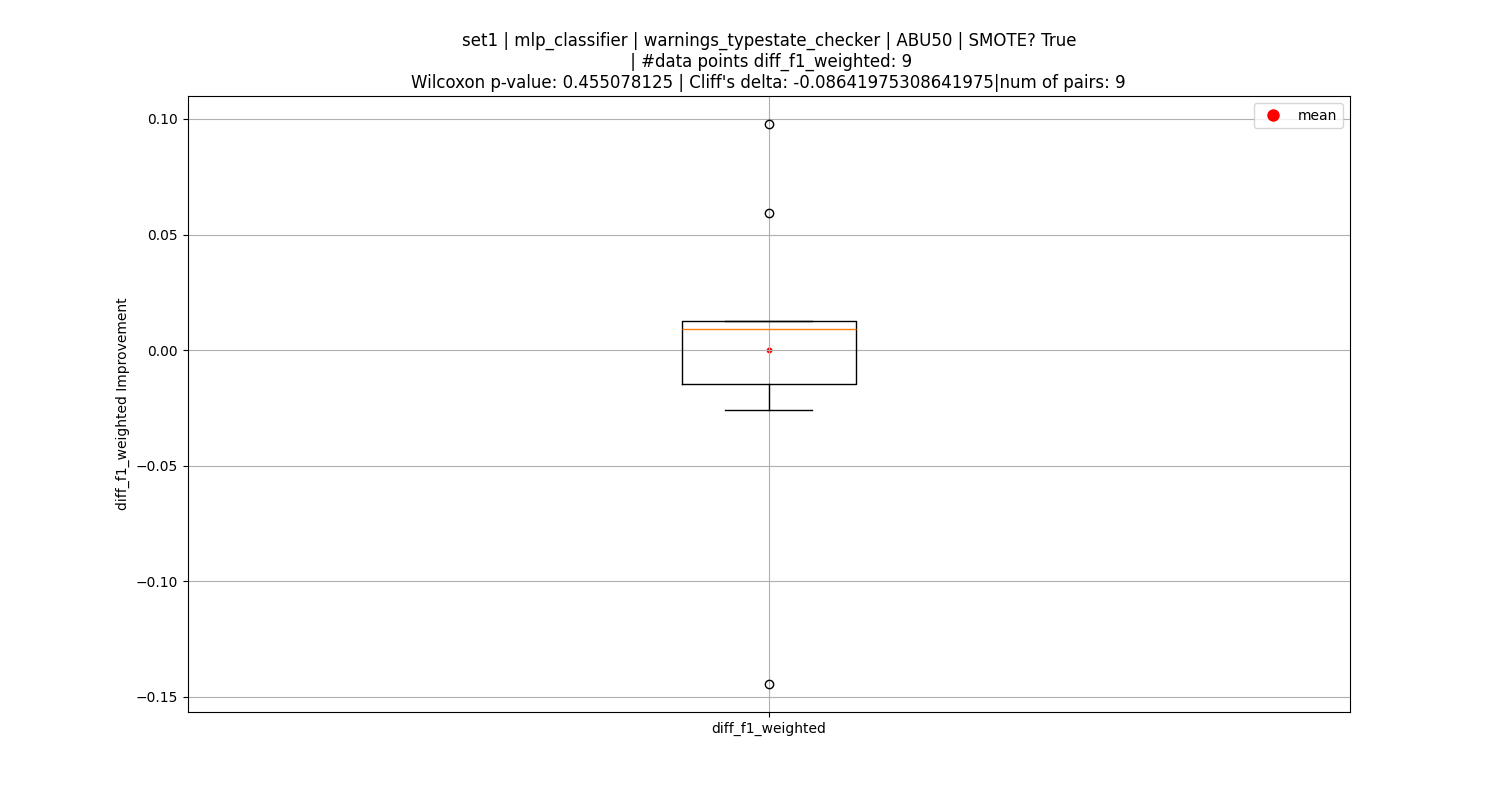 set1 | mlp_classifier | warnings_typestate_checker | ABU50 | SMOTE? True
| #data points diff_f1_weighted: 9
Wilcoxon p-value: 0.455078125 | Cliff's delta: -0.08641975308641975|num of pairs: 9
mean
0.10
0.05
0.00
−0.05
−0.10
−0.15
diff_f1_weighted Improvement
diff_f1_weighted